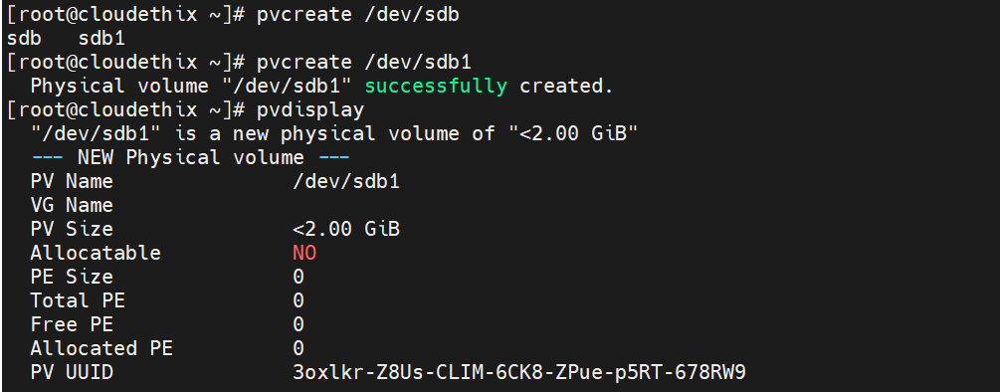 [root@cloudethix ~]# pvcreate /dev/sdb
sdb   sdb1
[root@cloudethix ~]# pvcreate /dev/sdb1
  Physical volume "/dev/sdb1" successfully created.
[root@cloudethix ~]# pvdisplay
  "/dev/sdb1" is a new physical volume of "<2.00 GiB"
  --- NEW Physical volume ---
  PV Name               /dev/sdb1
  VG Name
  PV Size               <2.00 GiB
  Allocatable           NO
  PE Size               0
  Total PE              0
  Free PE               0
  Allocated PE          0
  PV UUID               3oxlkr-Z8Us-CLIM-6CK8-ZPue-p5RT-678RW9